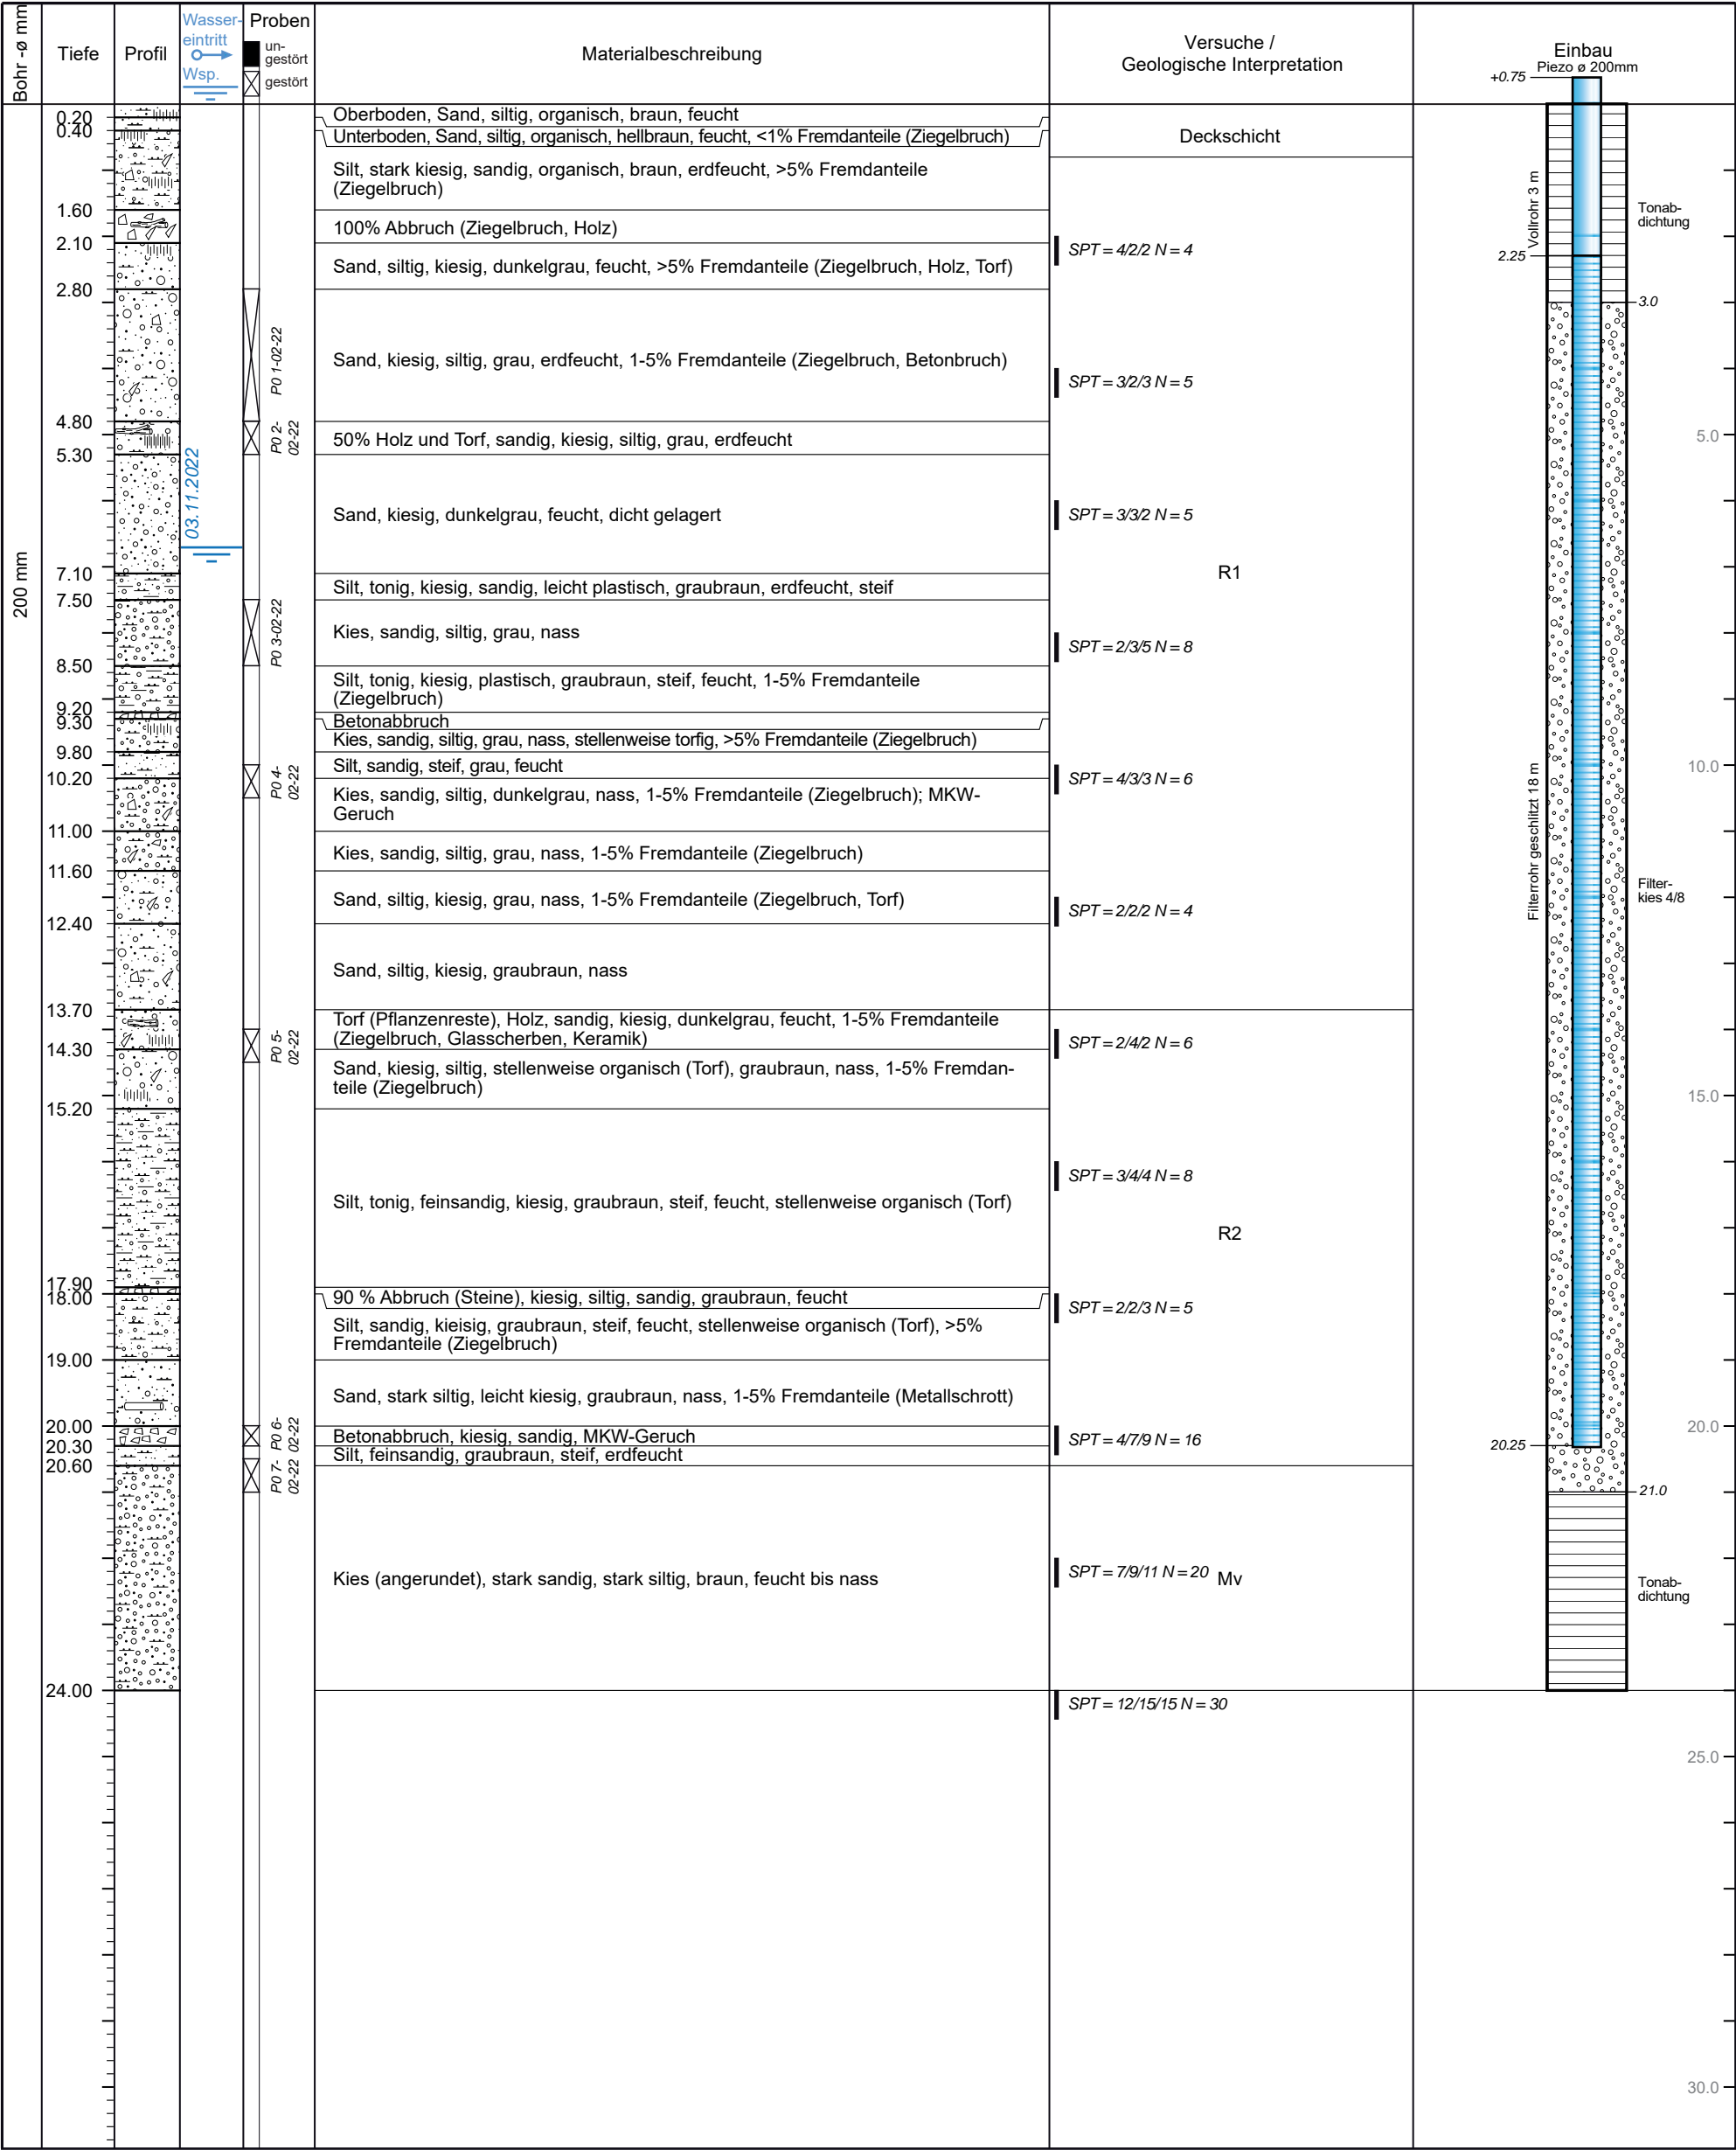 Bohr -ø mm
Tiefe
Profil
Wasser-
eintritt
Wsp.
Proben
un-
gestört
gestört
Materialbeschreibung
Versuche /
Geologische Interpretation
Einbau
Piezo ø 200mm
+0.75
200 mm
0.20
Oberboden, Sand, siltig, organisch, braun, feucht
0.40
Unterboden, Sand, siltig, organisch, hellbraun, feucht, <1% Fremdanteile (Ziegelbruch)
Deckschicht
Silt, stark kiesig, sandig, organisch, braun, erdfeucht, >5% Fremdanteile
(Ziegelbruch)
1.60
100% Abbruch (Ziegelbruch, Holz)
Vollrohr 3 m
Tonab-
dichtung
2.10
SPT = 4/2/2 N = 4
2.25
Sand, siltig, kiesig, dunkelgrau, feucht, >5% Fremdanteile (Ziegelbruch, Holz, Torf)
2.80
3.0
P0 1-02-22
Sand, kiesig, siltig, grau, erdfeucht, 1-5% Fremdanteile (Ziegelbruch, Betonbruch)
SPT = 3/2/3 N = 5
4.80
P0 2-
02-22
50% Holz und Torf, sandig, kiesig, siltig, grau, erdfeucht
5.0
5.30
03.11.2022
Sand, kiesig, dunkelgrau, feucht, dicht gelagert
SPT = 3/3/2 N = 5
7.10
R1
Silt, tonig, kiesig, sandig, leicht plastisch, graubraun, erdfeucht, steif
7.50
P0 3-02-22
Kies, sandig, siltig, grau, nass
SPT = 2/3/5 N = 8
8.50
Silt, tonig, kiesig, plastisch, graubraun, steif, feucht, 1-5% Fremdanteile
(Ziegelbruch)
9.20
9.30
Betonabbruch
Kies, sandig, siltig, grau, nass, stellenweise torfig, >5% Fremdanteile (Ziegelbruch)
9.80
Silt, sandig, steif, grau, feucht
10.0
10.20
P0 4-
02-22
SPT = 4/3/3 N = 6
Kies, sandig, siltig, dunkelgrau, nass, 1-5% Fremdanteile (Ziegelbruch); MKW-
Geruch
11.00
Kies, sandig, siltig, grau, nass, 1-5% Fremdanteile (Ziegelbruch)
Filterrohr geschlitzt 18 m
11.60
Sand, siltig, kiesig, grau, nass, 1-5% Fremdanteile (Ziegelbruch, Torf)
SPT = 2/2/2 N = 4
Filter-
kies 4/8
12.40
Sand, siltig, kiesig, graubraun, nass
13.70
Torf (Pflanzenreste), Holz, sandig, kiesig, dunkelgrau, feucht, 1-5% Fremdanteile
(Ziegelbruch, Glasscherben, Keramik)
P0 5-
02-22
SPT = 2/4/2 N = 6
14.30
Sand, kiesig, siltig, stellenweise organisch (Torf), graubraun, nass, 1-5% Fremdan-
teile (Ziegelbruch)
15.0
15.20
SPT = 3/4/4 N = 8
Silt, tonig, feinsandig, kiesig, graubraun, steif, feucht, stellenweise organisch (Torf)
R2
17.90
18.00
90 % Abbruch (Steine), kiesig, siltig, sandig, graubraun, feucht
SPT = 2/2/3 N = 5
Silt, sandig, kieisig, graubraun, steif, feucht, stellenweise organisch (Torf), >5%
Fremdanteile (Ziegelbruch)
19.00
Sand, stark siltig, leicht kiesig, graubraun, nass, 1-5% Fremdanteile (Metallschrott)
20.00
P0 6-
02-22
Betonabbruch, kiesig, sandig, MKW-Geruch
SPT = 4/7/9 N = 16
20.0
20.30
Silt, feinsandig, graubraun, steif, erdfeucht
20.25
20.60
P0 7-
02-22
21.0
Kies (angerundet), stark sandig, stark siltig, braun, feucht bis nass
SPT = 7/9/11 N = 20
Mv
Tonab-
dichtung
24.00
SPT = 12/15/15 N = 30
25.0
30.0